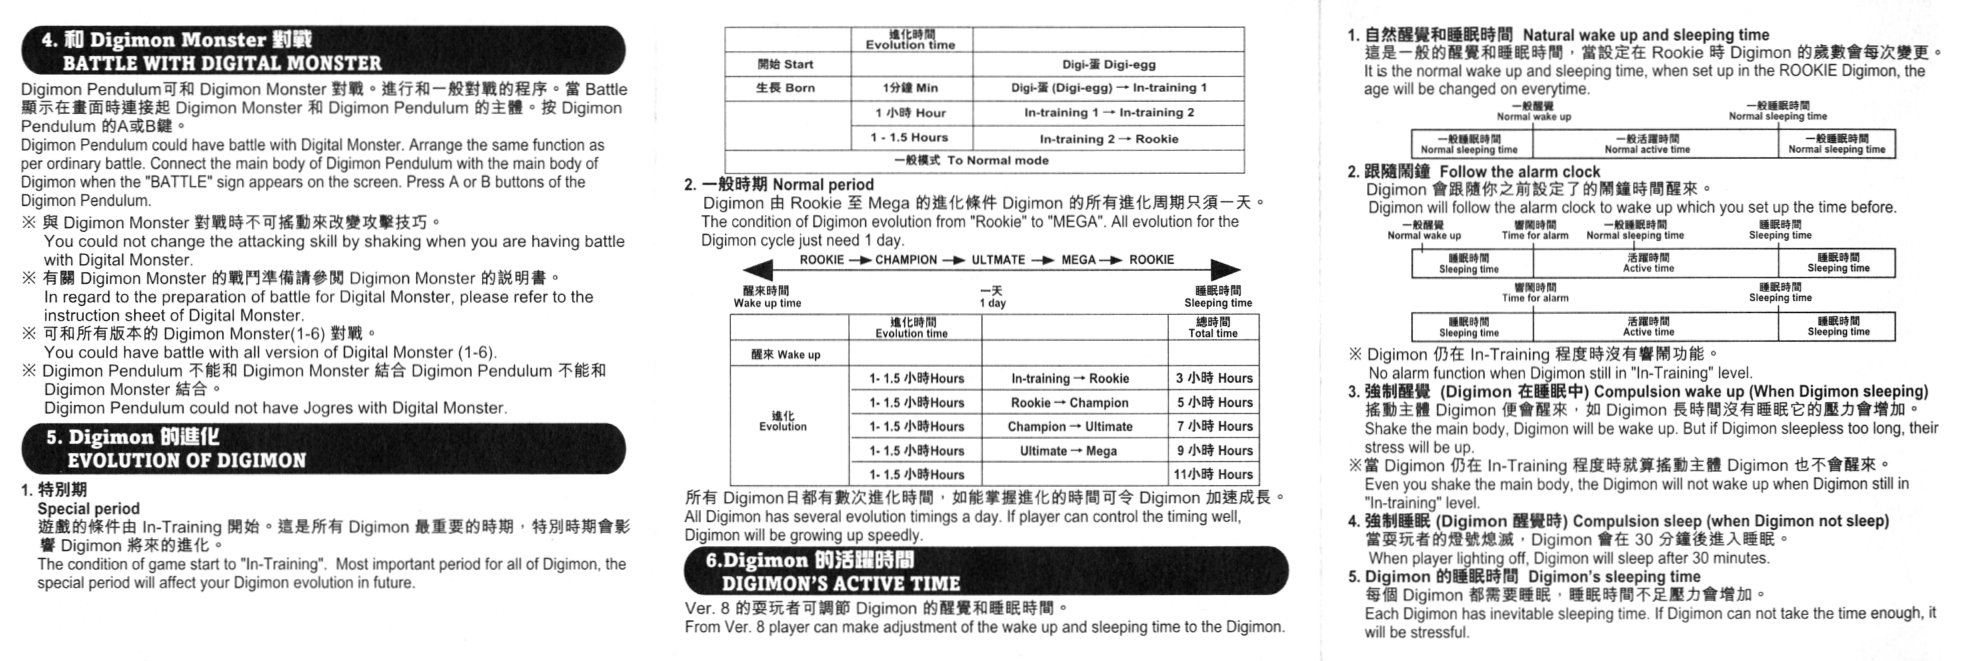 4. 和 Digimon Monster 對戰
BATTLE WITH DIGITAL MONSTER
Digimon Pendulum可和 Digimon Monster 對戰。進行和一般對戰的程序。當 Battle
顯示在畫面時連接起 Digimon Monster 和 Digimon Pendulum 的主體。按 Digimon
Pendulum 的A或B鍵。
Digimon Pendulum could have battle with Digital Monster. Arrange the same function as
per ordinary battle. Connect the main body of Digimon Pendulum with the main body of
Digimon when the "BATTLE" sign appears on the screen. Press A or B buttons of the
Digimon Pendulum.
※ 與 Digimon Monster 對戰時不可搖動來改變攻擊技巧。
You could not change the attacking skill by shaking when you are having battle
with Digital Monster.
※ 有關 Digimon Monster 的戰鬥準備請參閱 Digimon Monster 的説明書。
In regard to the preparation of battle for Digital Monster, please refer to the
instruction sheet of Digital Monster.
※ 可和所有版本的 Digimon Monster(1-6) 對戰。
You could have battle with all version of Digital Monster (1-6).
※ Digimon Pendulum 不能和 Digimon Monster 結合 Digimon Pendulum 不能和
Digimon Monster 結合。
Digimon Pendulum could not have Jogres with Digital Monster.
5. Digimon 的進化
EVOLUTION OF DIGIMON
1. 特別期
Special period
遊戲的條件由 In-Training 開始。這是所有 Digimon 最重要的時期，特別時期會影
響 Digimon 將來的進化。
The condition of game start to "In-Training". Most important period for all of Digimon, the
special period will affect your Digimon evolution in future.
進化時間
Evolution time
開始 Start Digi-蛋 Digi-egg
生長 Born 1分鐘 Min Digi-蛋 (Digi-egg) → In-training 1
1 小時 Hour In-training 1 → In-training 2
1 - 1.5 Hours In-training 2 → Rookie
一般模式 To Normal mode
2. 一般時期 Normal period
Digimon 由 Rookie 至 Mega 的進化條件 Digimon 的所有進化周期只須一天。
The condition of Digimon evolution from "Rookie" to "MEGA". All evolution for the
Digimon cycle just need 1 day.
ROOKIE → CHAMPION → ULTMATE → MEGA → ROOKIE
醒來時間 一天 睡眠時間
Wake up time 1 day Sleeping time
進化時間 總時間
Evolution time Total time
醒來 Wake up
1- 1.5 小時Hours In-training → Rookie 3 小時 Hours
1- 1.5 小時Hours Rookie → Champion 5 小時 Hours
進化
Evolution
1- 1.5 小時Hours Champion → Ultimate 7 小時 Hours
1- 1.5 小時Hours Ultimate → Mega 9 小時 Hours
1- 1.5 小時Hours 11小時 Hours
所有 Digimon日都有數次進化時間，如能掌握進化的時間可令 Digimon 加速成長。
All Digimon has several evolution timings a day. If player can control the timing well,
Digimon will be growing up speedly.
6.Digimon 的活躍時間
DIGIMON'S ACTIVE TIME
Ver. 8 的耍玩者可調節 Digimon 的醒覺和睡眠時間。
From Ver. 8 player can make adjustment of the wake up and sleeping time to the Digimon.
1. 自然醒覺和睡眠時間 Natural wake up and sleeping time
這是一般的醒覺和睡眠時間，當設定在 Rookie 時 Digimon 的歲數會每次變更。
It is the normal wake up and sleeping time, when set up in the ROOKIE Digimon, the
age will be changed on everytime.
一般醒覺 一般睡眠時間
Normal wake up Normal sleeping time
一般睡眠時間 一般活躍時間 一般睡眠時間
Normal sleeping time Normal active time Normal sleeping time
2. 跟隨鬧鐘 Follow the alarm clock
Digimon 會跟隨你之前設定了的鬧鐘時間醒來。
Digimon will follow the alarm clock to wake up which you set up the time before.
一般醒覺 響鬧時間 一般睡眠時間 睡眠時間
Normal wake up Time for alarm Normal sleeping time Sleeping time
睡眠時間 活躍時間 睡眠時間
Sleeping time Active time Sleeping time
響鬧時間 睡眠時間
Time for alarm Sleeping time
睡眠時間 活躍時間 睡眠時間
Sleeping time Active time Sleeping time
※ Digimon 仍在 In-Training 程度時沒有響鬧功能。
No alarm function when Digimon still in "In-Training" level.
3. 強制醒覺 (Digimon 在睡眠中) Compulsion wake up (When Digimon sleeping)
搖動主體 Digimon 便會醒來，如 Digimon 長時間沒有睡眠它的壓力會增加。
Shake the main body, Digimon will be wake up. But if Digimon sleepless too long, their
stress will be up.
※當 Digimon 仍在 In-Training 程度時就算搖動主體 Digimon 也不會醒來。
Even you shake the main body, the Digimon will not wake up when Digimon still in
"In-training" level.
4. 強制睡眠 (Digimon 醒覺時) Compulsion sleep (when Digimon not sleep)
當耍玩者的燈號熄滅，Digimon 會在 30 分鐘後進入睡眠。
When player lighting off, Digimon will sleep after 30 minutes.
5. Digimon 的睡眠時間 Digimon's sleeping time
每個 Digimon 都需要睡眠，睡眠時間不足壓力會增加。
Each Digimon has inevitable sleeping time. If Digimon can not take the time enough, it
will be stressful.